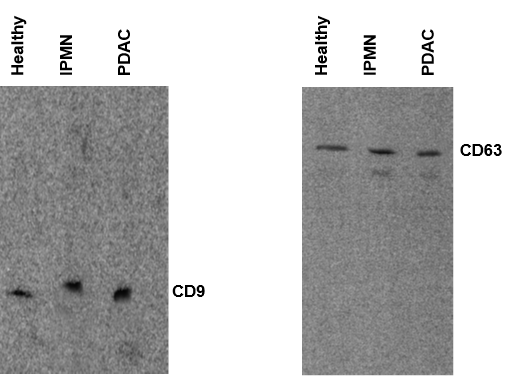 Healthy
IPMN
PDAC
CD9
Healthy
IPMN
PDAC
CD63